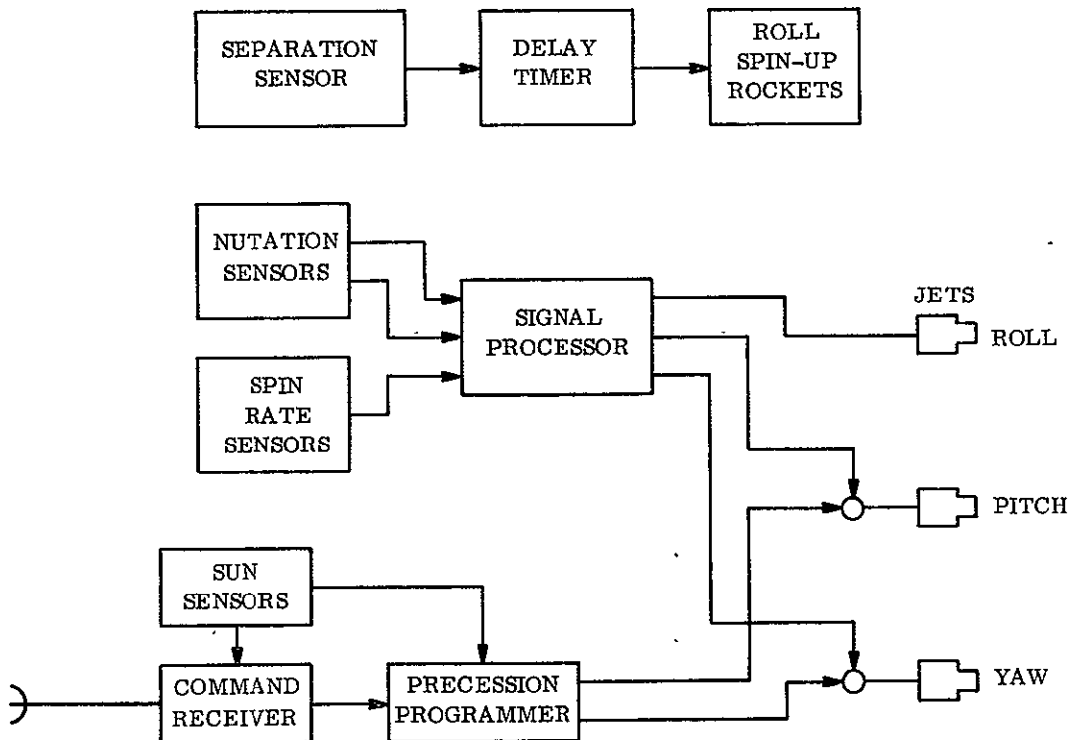 SEPARATION
SENSOR
DELAY
TIMER
ROLL
SPIN-UP
ROCKETS
NUTATION
SENSORS
SIGNAL
PROCESSOR
SPIN
RATE
SENSORS
JETS
ROLL
PITCH
SUN
SENSORS
COMMAND
RECEIVER
PRECESSION
PROGRAMMER
YAW